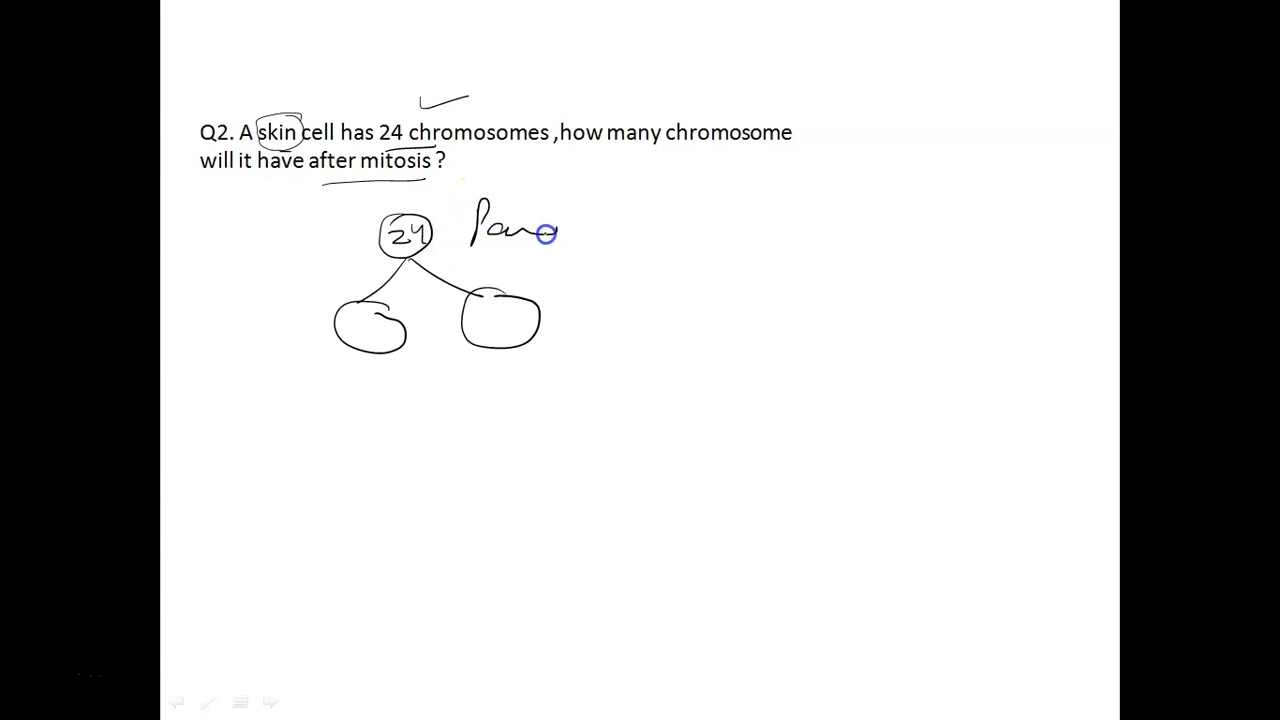 Q2. A skin cell has 24 chromosomes ,how many chromosome
will it have after mitosis ?
24